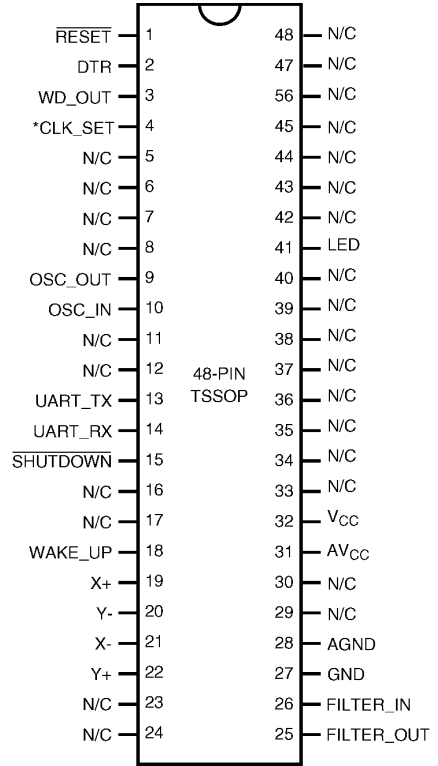 RESET 1 48 N/C
DTR 2 47 N/C
WD_OUT 3 56 N/C
*CLK_SET 4 45 N/C
N/C 5 44 N/C
N/C 6 43 N/C
N/C 7 42 N/C
N/C 8 41 LED
OSC_OUT 9 40 N/C
OSC_IN 10 39 N/C
N/C 11 38 N/C
N/C 12 37 N/C
48-PIN
TSSOP
UART_TX 13 36 N/C
UART_RX 14 35 N/C
SHUTDOWN 15 34 N/C
N/C 16 33 N/C
N/C 17 32 VCC
WAKE_UP 18 31 AVCC
X+ 19 30 N/C
Y- 20 29 N/C
X- 21 28 AGND
Y+ 22 27 GND
N/C 23 26 FILTER_IN
N/C 24 25 FILTER_OUT